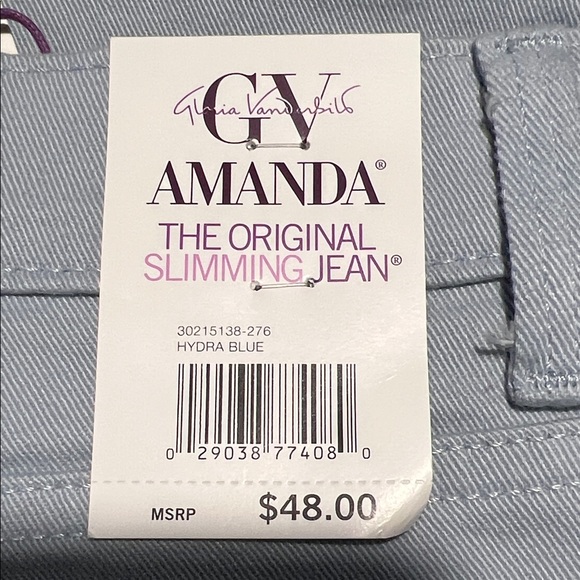 GV
Gloria Vanderbilt
AMANDA®
THE ORIGINAL
SLIMMING JEAN®
30215138-276
HYDRA BLUE
0 29038 77408 0
MSRP $48.00